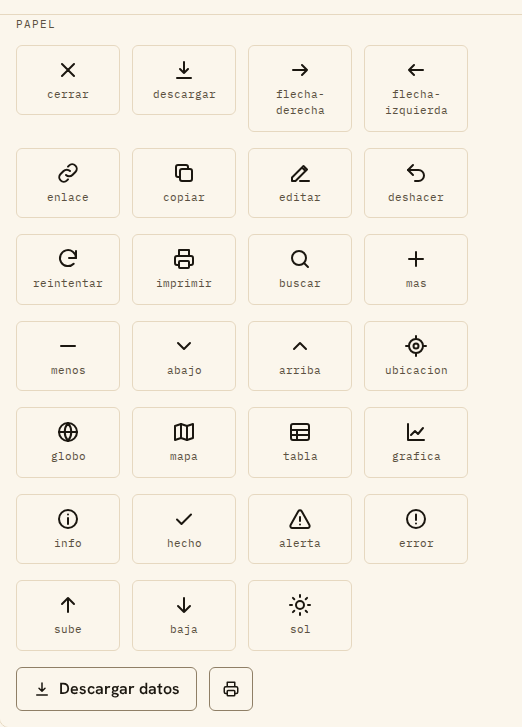 PAPEL
cerrar
descargar
flecha-
derecha
flecha-
izquierda
enlace
copiar
editar
deshacer
reintentar
imprimir
buscar
mas
menos
abajo
arriba
ubicacion
globo
mapa
tabla
grafica
info
hecho
alerta
error
sube
baja
sol
Descargar datos